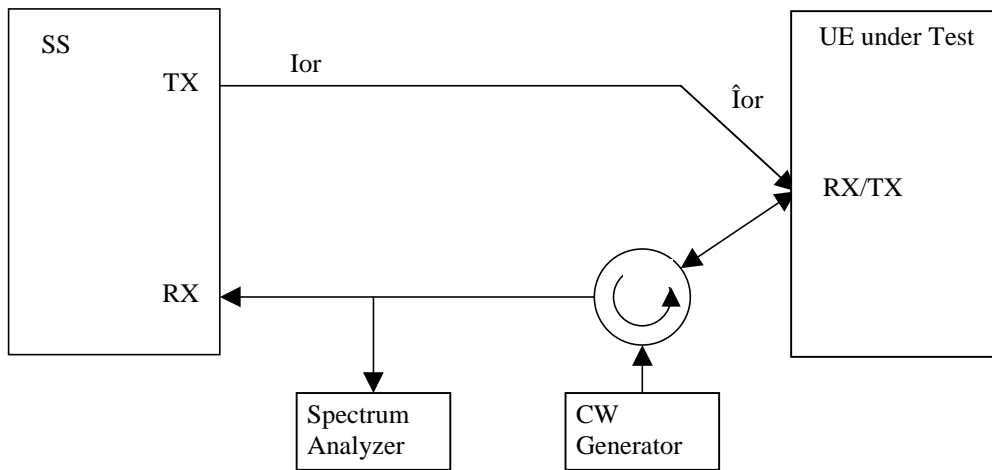 SS
UE under Test
TX
Ior
Îor
RX/TX
RX
Spectrum
Analyzer
CW
Generator